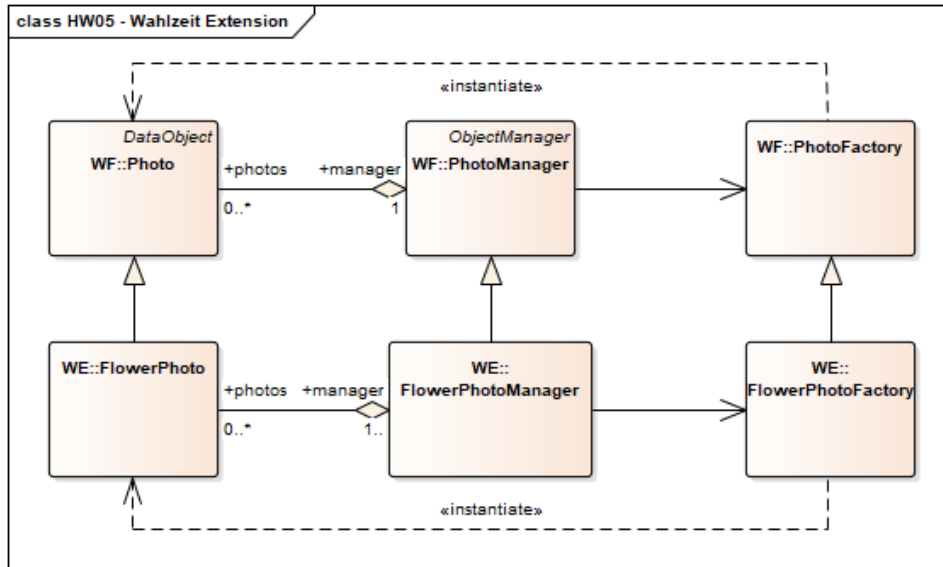 class HW05 - Wahlzeit Extension
«instantiate»
DataObject
WF::Photo
+photos
0..*
+manager
1
ObjectManager
WF::PhotoManager
WF::PhotoFactory
WE::FlowerPhoto
+photos
0..*
+manager
1..
WE::
FlowerPhotoManager
WE::
FlowerPhotoFactory
«instantiate»